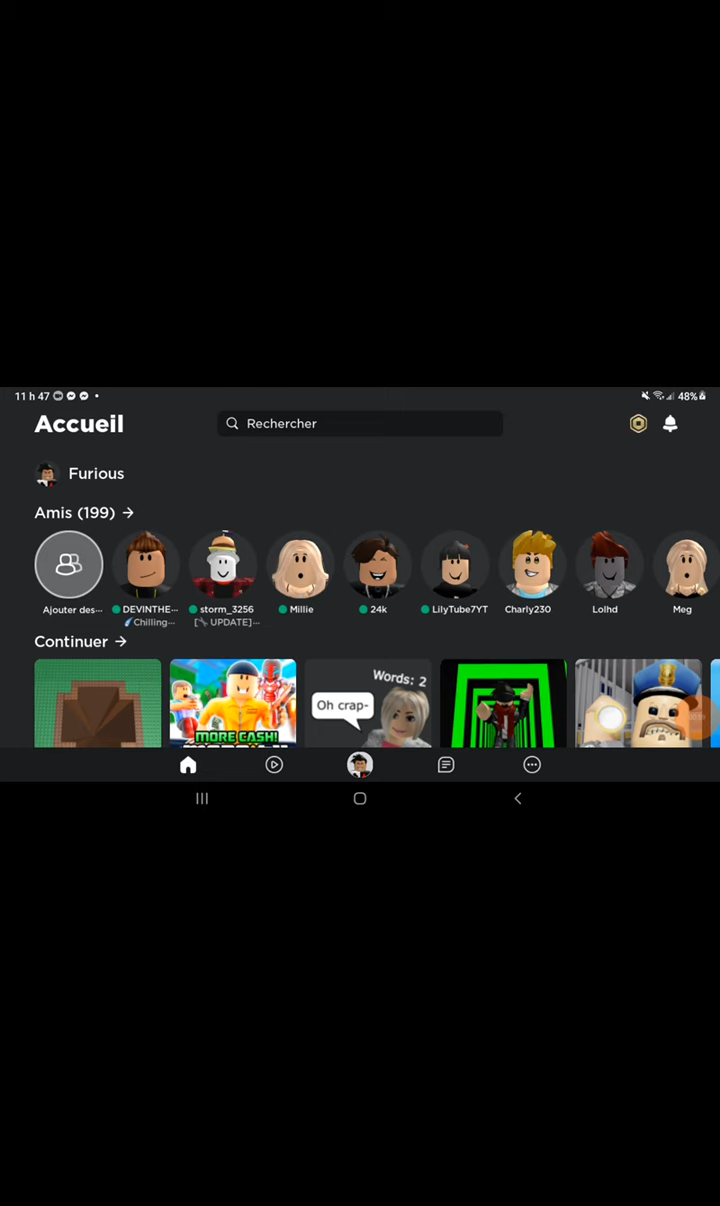 11 h 47
48%
Accueil
Rechercher
Furious
Amis (199) →
Ajouter des···
DEVINTHE···
Chilling···
storm_3256
[🔧 UPDATE]···
Millie
24k
LilyTube7YT
Charly230
Lolhd
Meg
Continuer →
MORE CASH!
Words: 2
Oh crap-